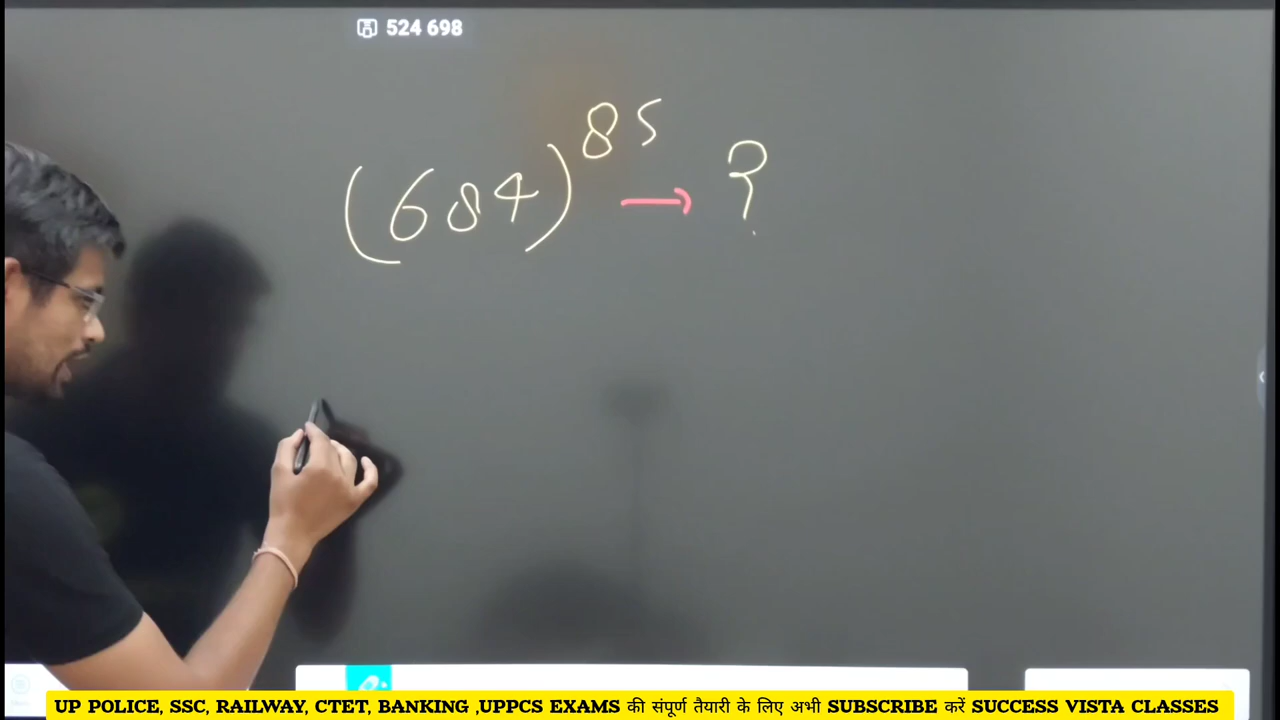 524 698
(684)^85 → ?
UP POLICE, SSC, RAILWAY, CTET, BANKING ,UPPCS EXAMS की संपूर्ण तैयारी के लिए अभी SUBSCRIBE करें SUCCESS VISTA CLASSES